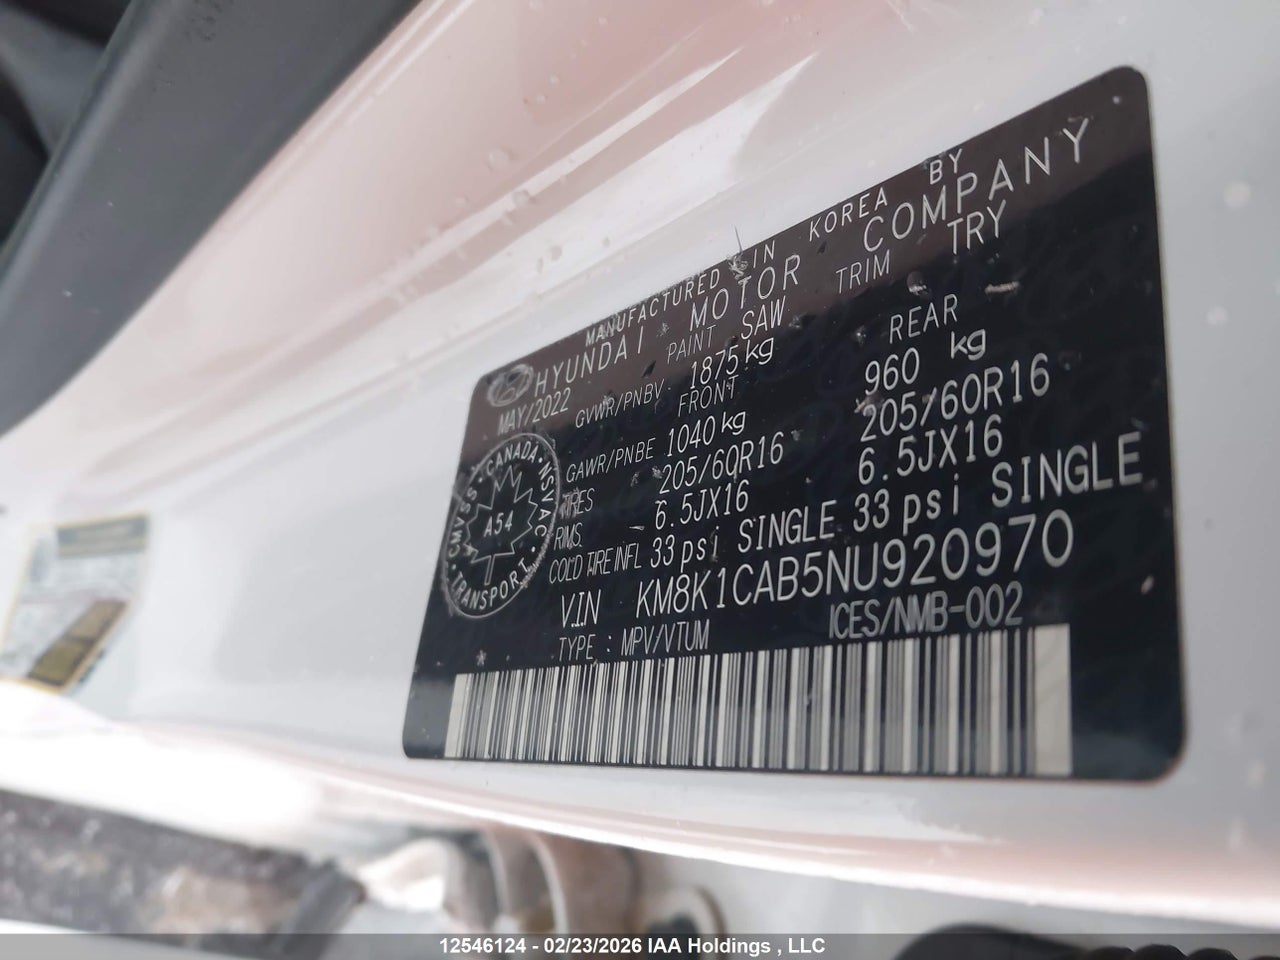 MANUFACTURED IN KOREA BY
HYUNDAI MOTOR COMPANY
PAINT SAW TRIM TRY
MAY/2022 GVWR/PNBV 1875 kg
FRONT REAR
GAWR/PNBE 1040 kg 960 kg
TIRES 205/60R16 205/60R16
RIMS 6.5JX16 6.5JX16
COLD TIRE INFL 33 psi SINGLE 33 psi SINGLE
VIN KM8K1CAB5NU920970
TYPE : MPV/VTUM ICES/NMB-002
CANADA · NSVAC · TRANSPORT · CMVSS
A54
12546124 - 02/23/2026 IAA Holdings , LLC